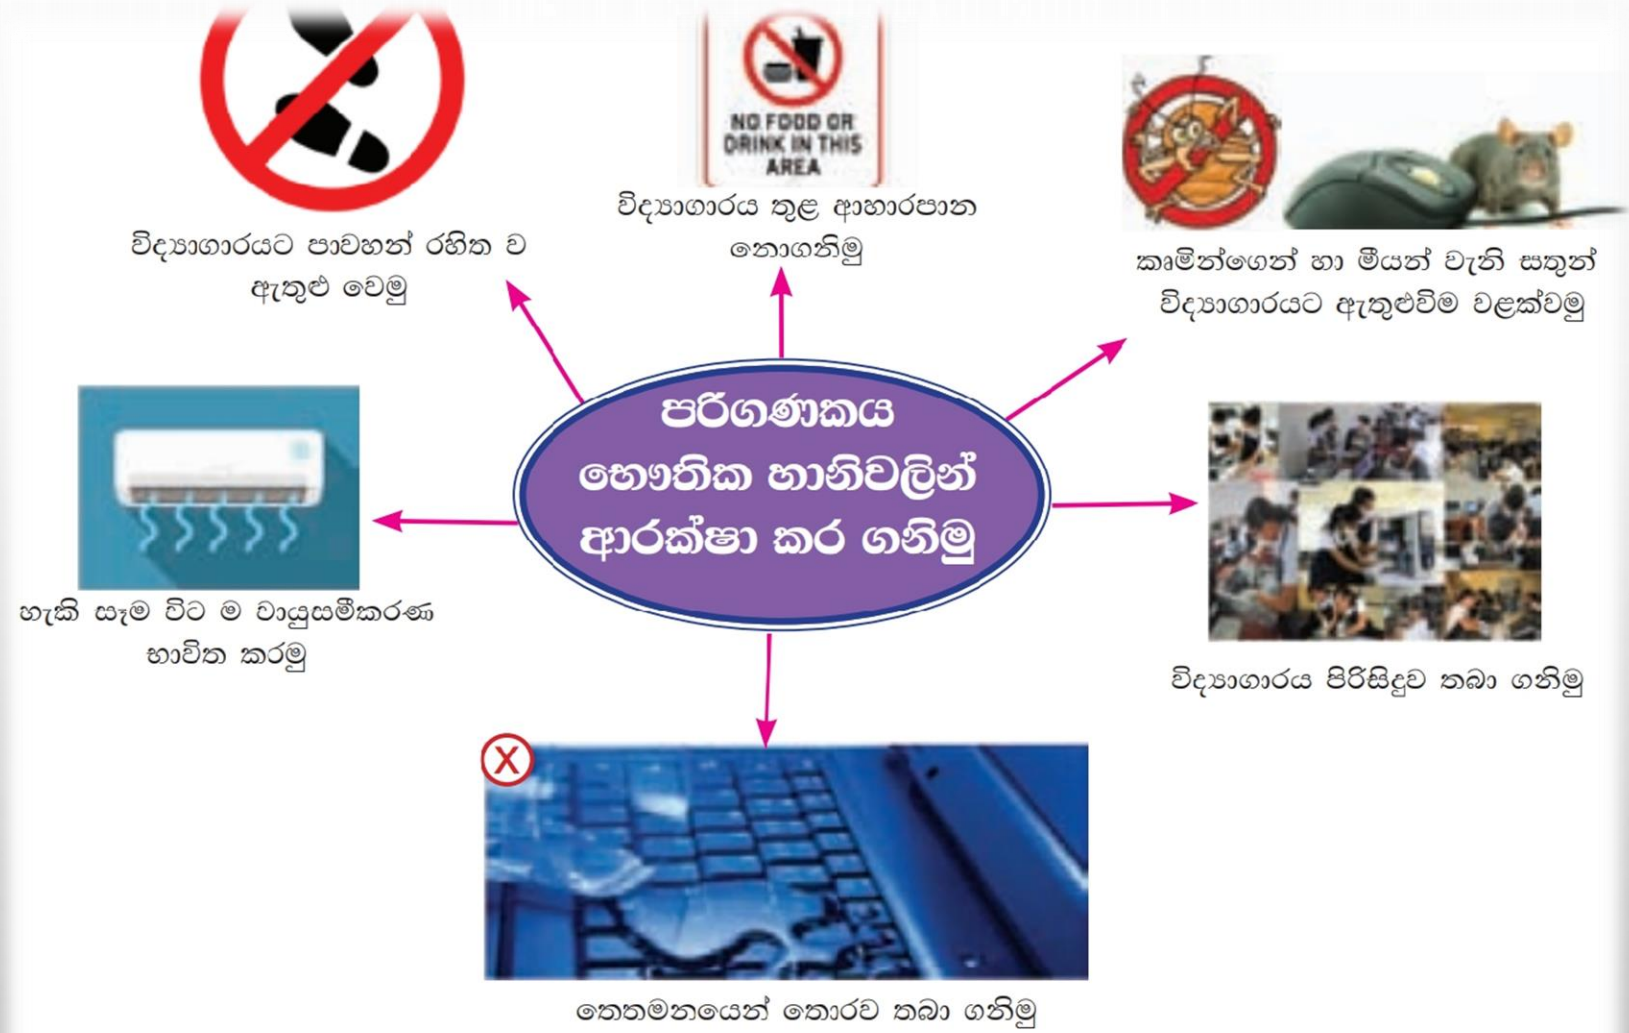 NO FOOD OR
DRINK IN THIS
AREA
විද්‍යාගාරයට පාවහන් රහිත ව
ඇතුළු වෙමු
විද්‍යාගාරය තුළ ආහාරපාන
නොගනිමු
කෘමීන්ගෙන් හා මීයන් වැනි සතුන්
විද්‍යාගාරයට ඇතුළුවීම වළක්වමු
පරිගණකය
භෞතික හානිවලින්
ආරක්ෂා කර ගනිමු
හැකි සෑම විට ම වායුසමීකරණ
භාවිත කරමු
විද්‍යාගාරය පිරිසිදුව තබා ගනිමු
X
තෙතමනයෙන් තොරව තබා ගනිමු